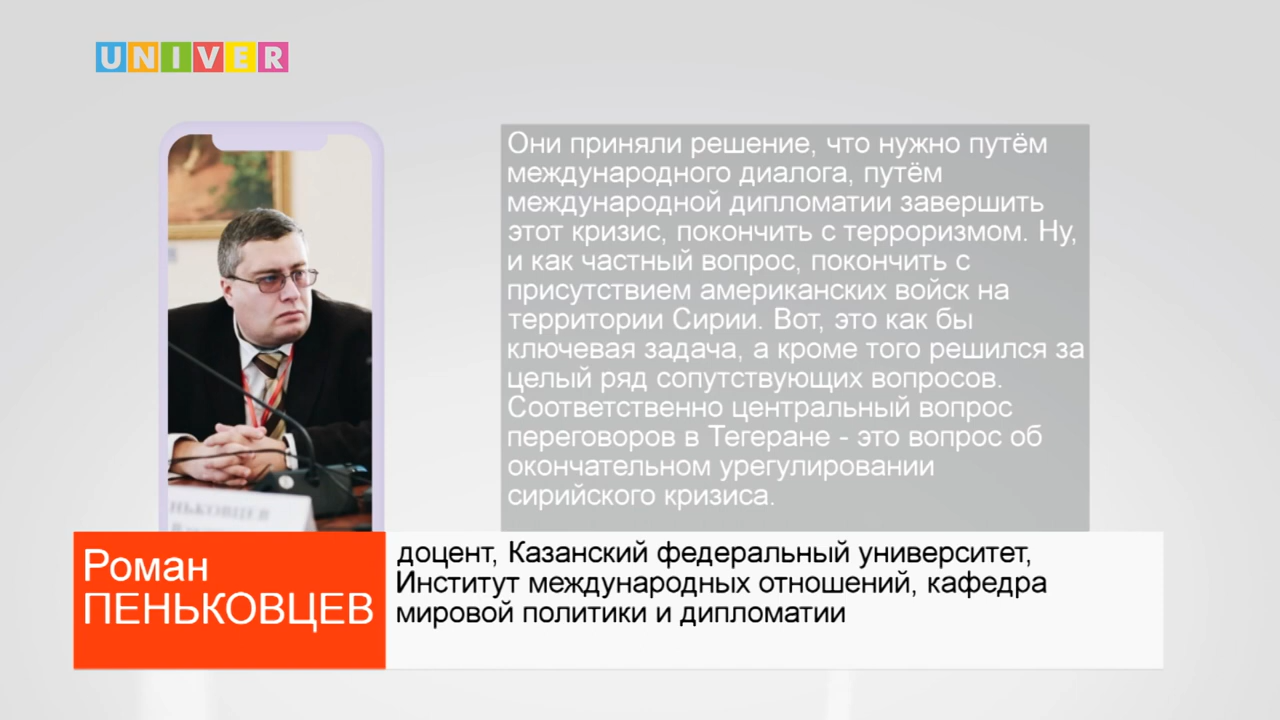 UNIVER
Они приняли решение, что нужно путём
международного диалога, путём
международной дипломатии завершить
этот кризис, покончить с терроризмом. Ну,
и как частный вопрос, покончить с
присутствием американских войск на
территории Сирии. Вот, это как бы
ключевая задача, а кроме того решился за
целый ряд сопутствующих вопросов.
Соответственно центральный вопрос
переговоров в Тегеране - это вопрос об
окончательном урегулировании
сирийского кризиса.
ньковцев
Роман
ПЕНЬКОВЦЕВ
доцент, Казанский федеральный университет,
Институт международных отношений, кафедра
мировой политики и дипломатии